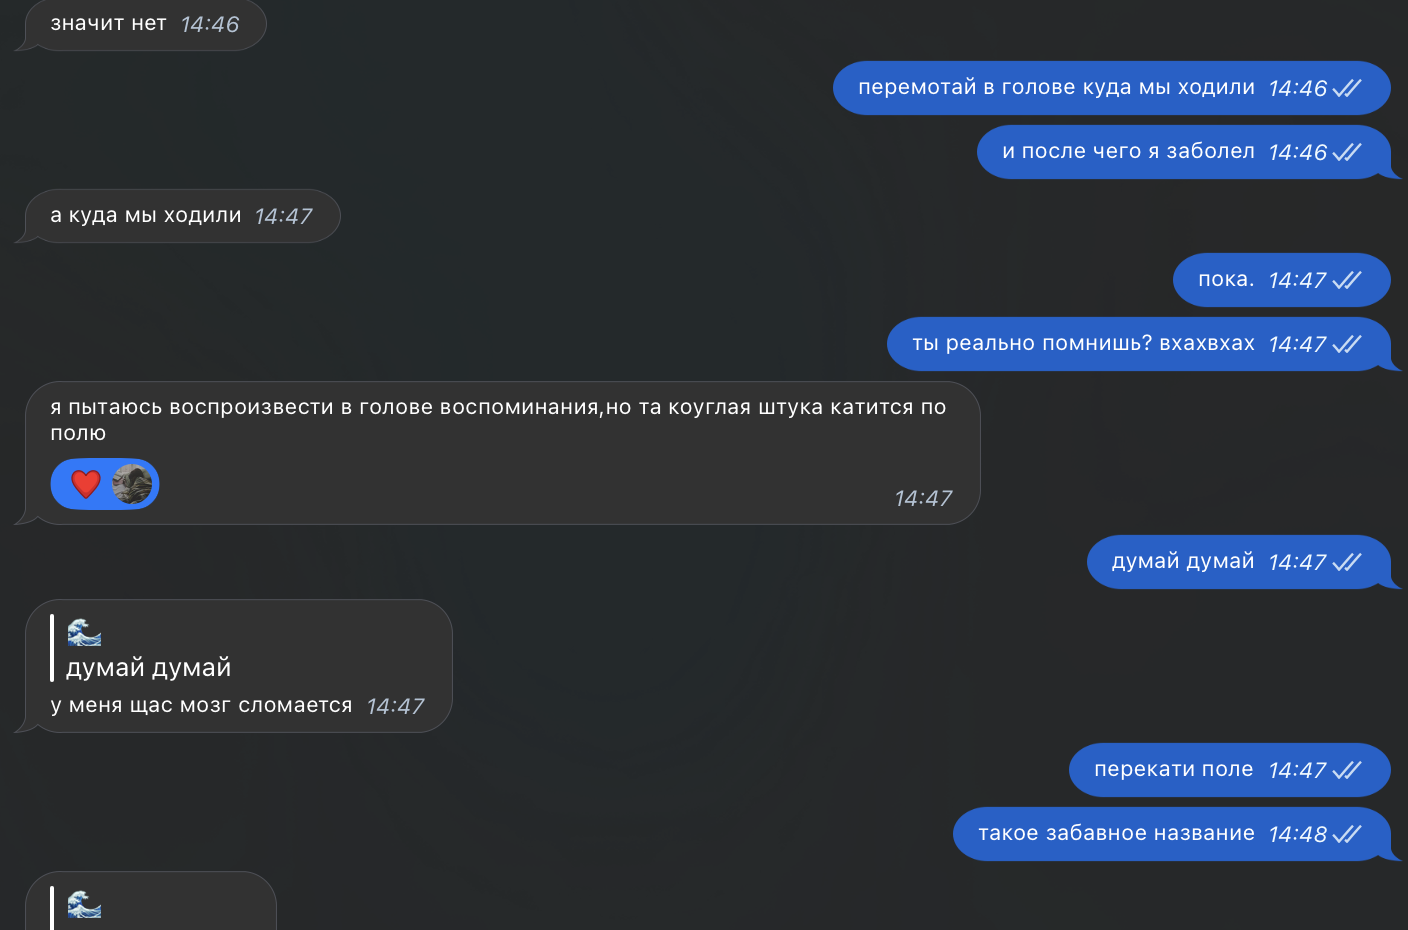 значит нет 14:46
перемотай в голове куда мы ходили 14:46
и после чего я заболел 14:46
а куда мы ходили 14:47
пока. 14:47
ты реально помнишь? вхахвхах 14:47
я пытаюсь воспроизвести в голове воспоминания,но та коуглая штука катится по
полю
14:47
думай думай 14:47
🌊
думай думай
у меня щас мозг сломается 14:47
перекати поле 14:47
такое забавное название 14:48
🌊